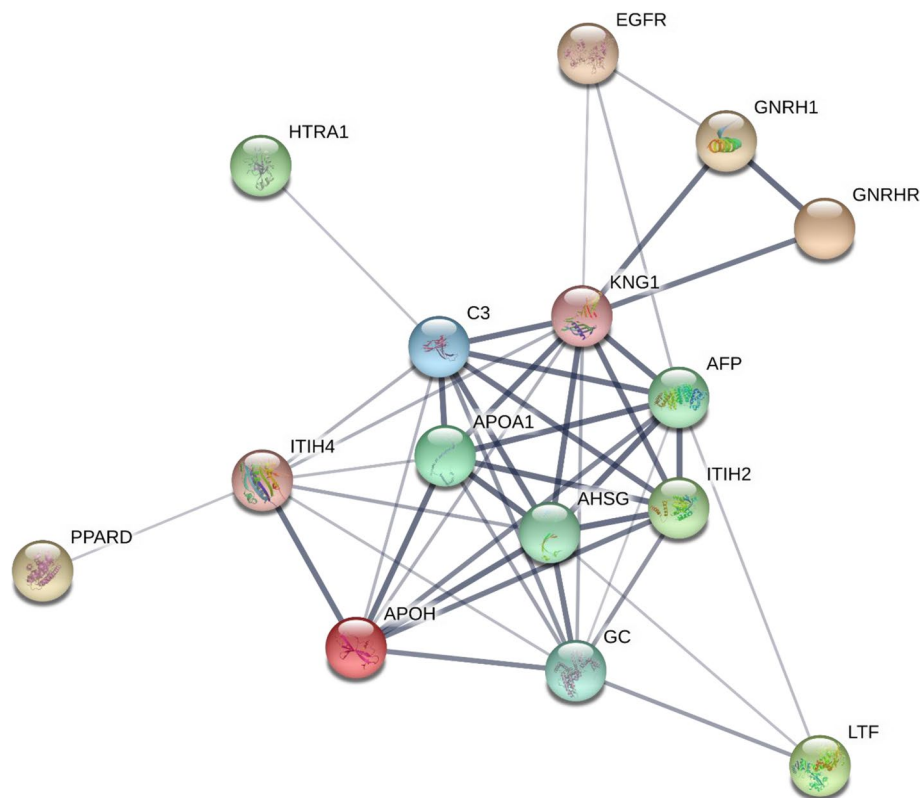 EGFR
GNRH1
HTRA1
GNRHR
KNG1
C3
AFP
APOA1
ITIH4
ITIH2
AHSG
PPARD
APOH
GC
LTF